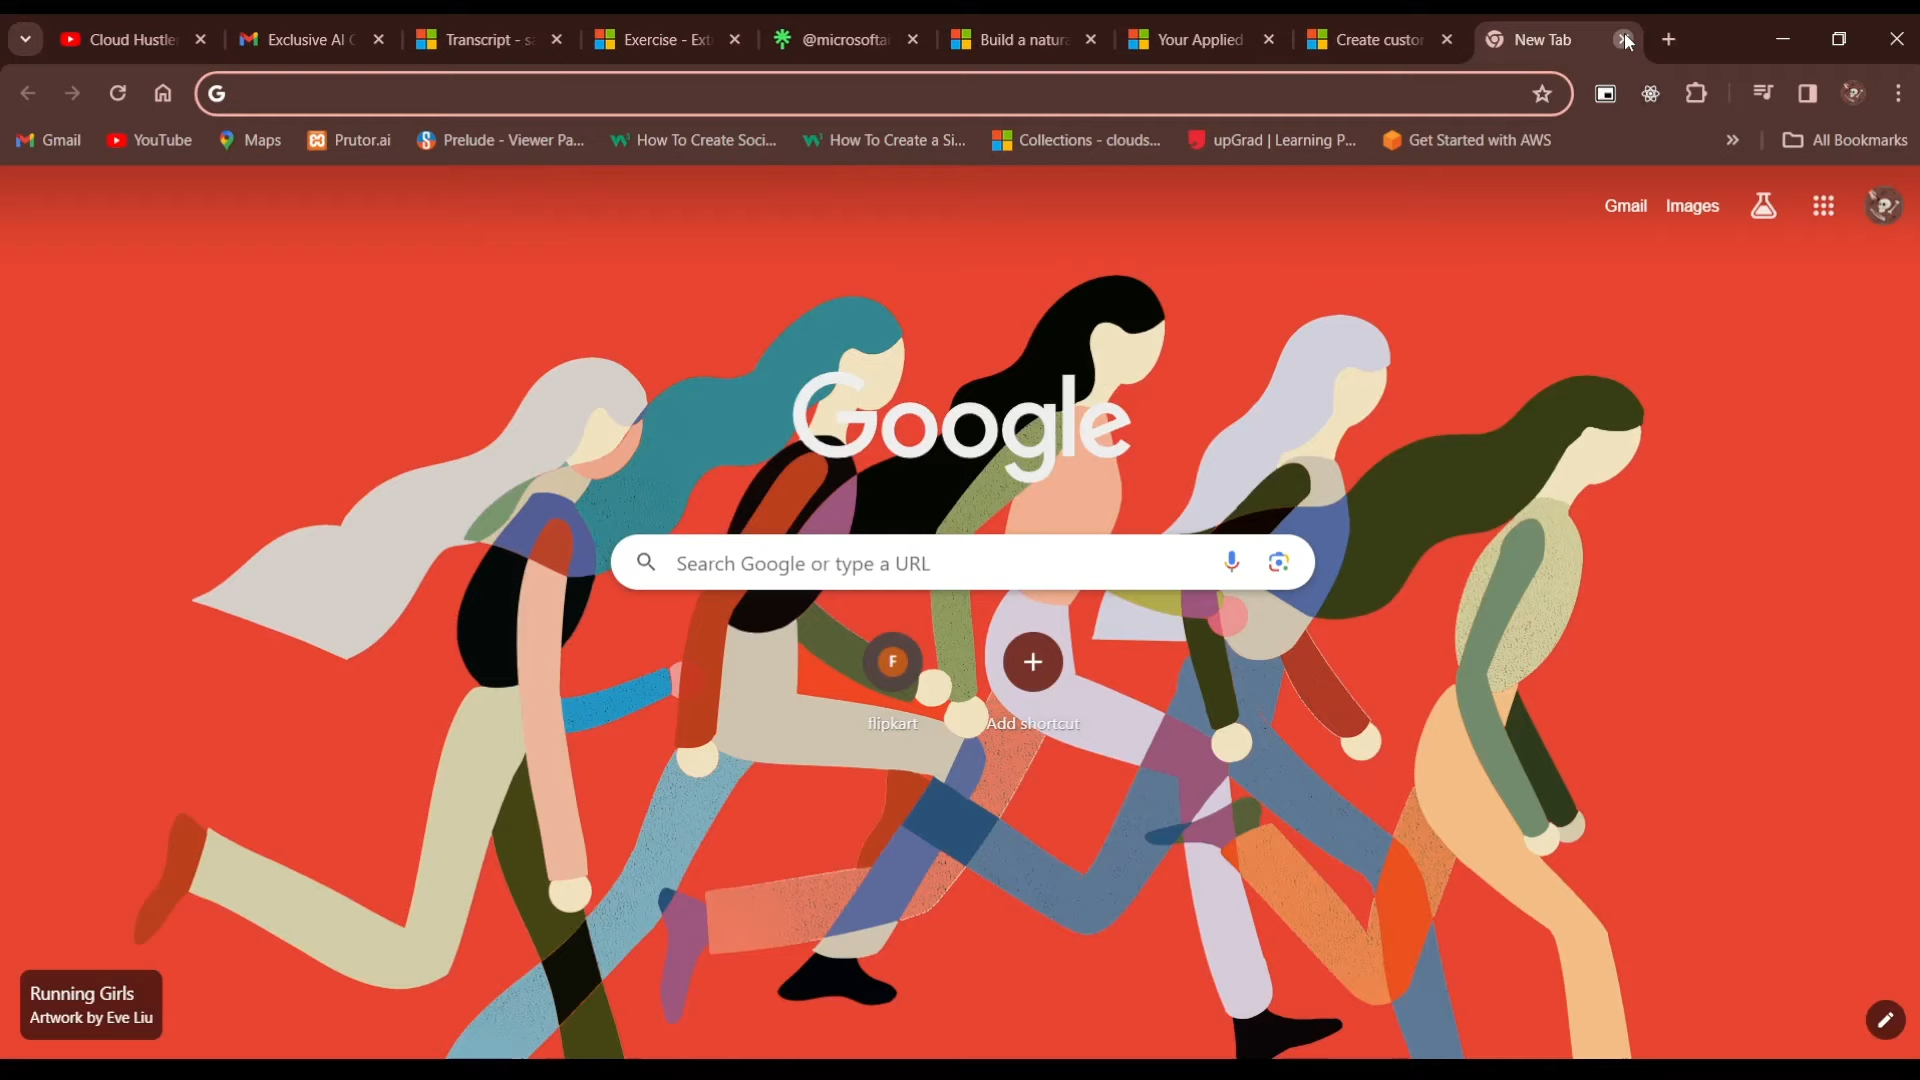 Cloud Hustle
Exclusive AI
Transcript - s
Exercise - Ext
@microsoftai
Build a natura
Your Applied
Create custo
New Tab
Gmail
YouTube
Maps
Prutor.ai
Prelude - Viewer Pa...
How To Create Soci...
How To Create a Si...
Collections - clouds...
upGrad | Learning P...
Get Started with AWS
All Bookmarks
Gmail
Images
Google
Search Google or type a URL
F
flipkart
Add shortcut
Running Girls
Artwork by Eve Liu